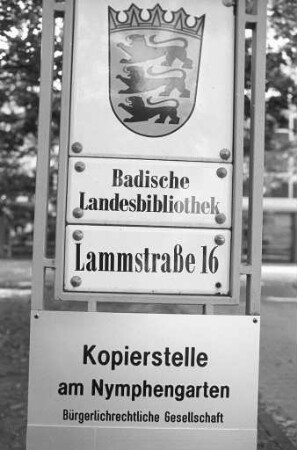 Badische
Landesbibliothek
Lammstraße 16
Kopierstelle
am Nymphengarten
Bürgerlichrechtliche Gesellschaft